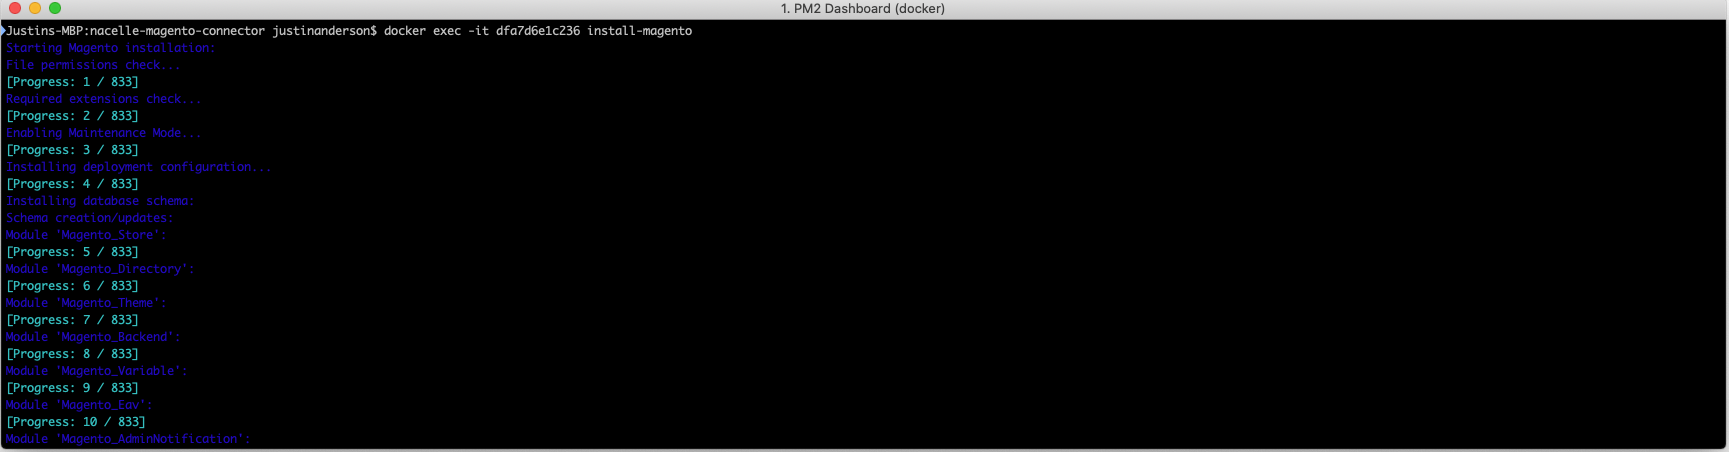 1. PM2 Dashboard (docker)
Justins-MBP:nacelle-magento-connector justinanderson$ docker exec -it dfa7d6e1c236 install-magento
Starting Magento installation:
File permissions check...
[Progress: 1 / 833]
Required extensions check...
[Progress: 2 / 833]
Enabling Maintenance Mode...
[Progress: 3 / 833]
Installing deployment configuration...
[Progress: 4 / 833]
Installing database schema:
Schema creation/updates:
Module 'Magento_Store':
[Progress: 5 / 833]
Module 'Magento_Directory':
[Progress: 6 / 833]
Module 'Magento_Theme':
[Progress: 7 / 833]
Module 'Magento_Backend':
[Progress: 8 / 833]
Module 'Magento_Variable':
[Progress: 9 / 833]
Module 'Magento_Eav':
[Progress: 10 / 833]
Module 'Magento_AdminNotification':